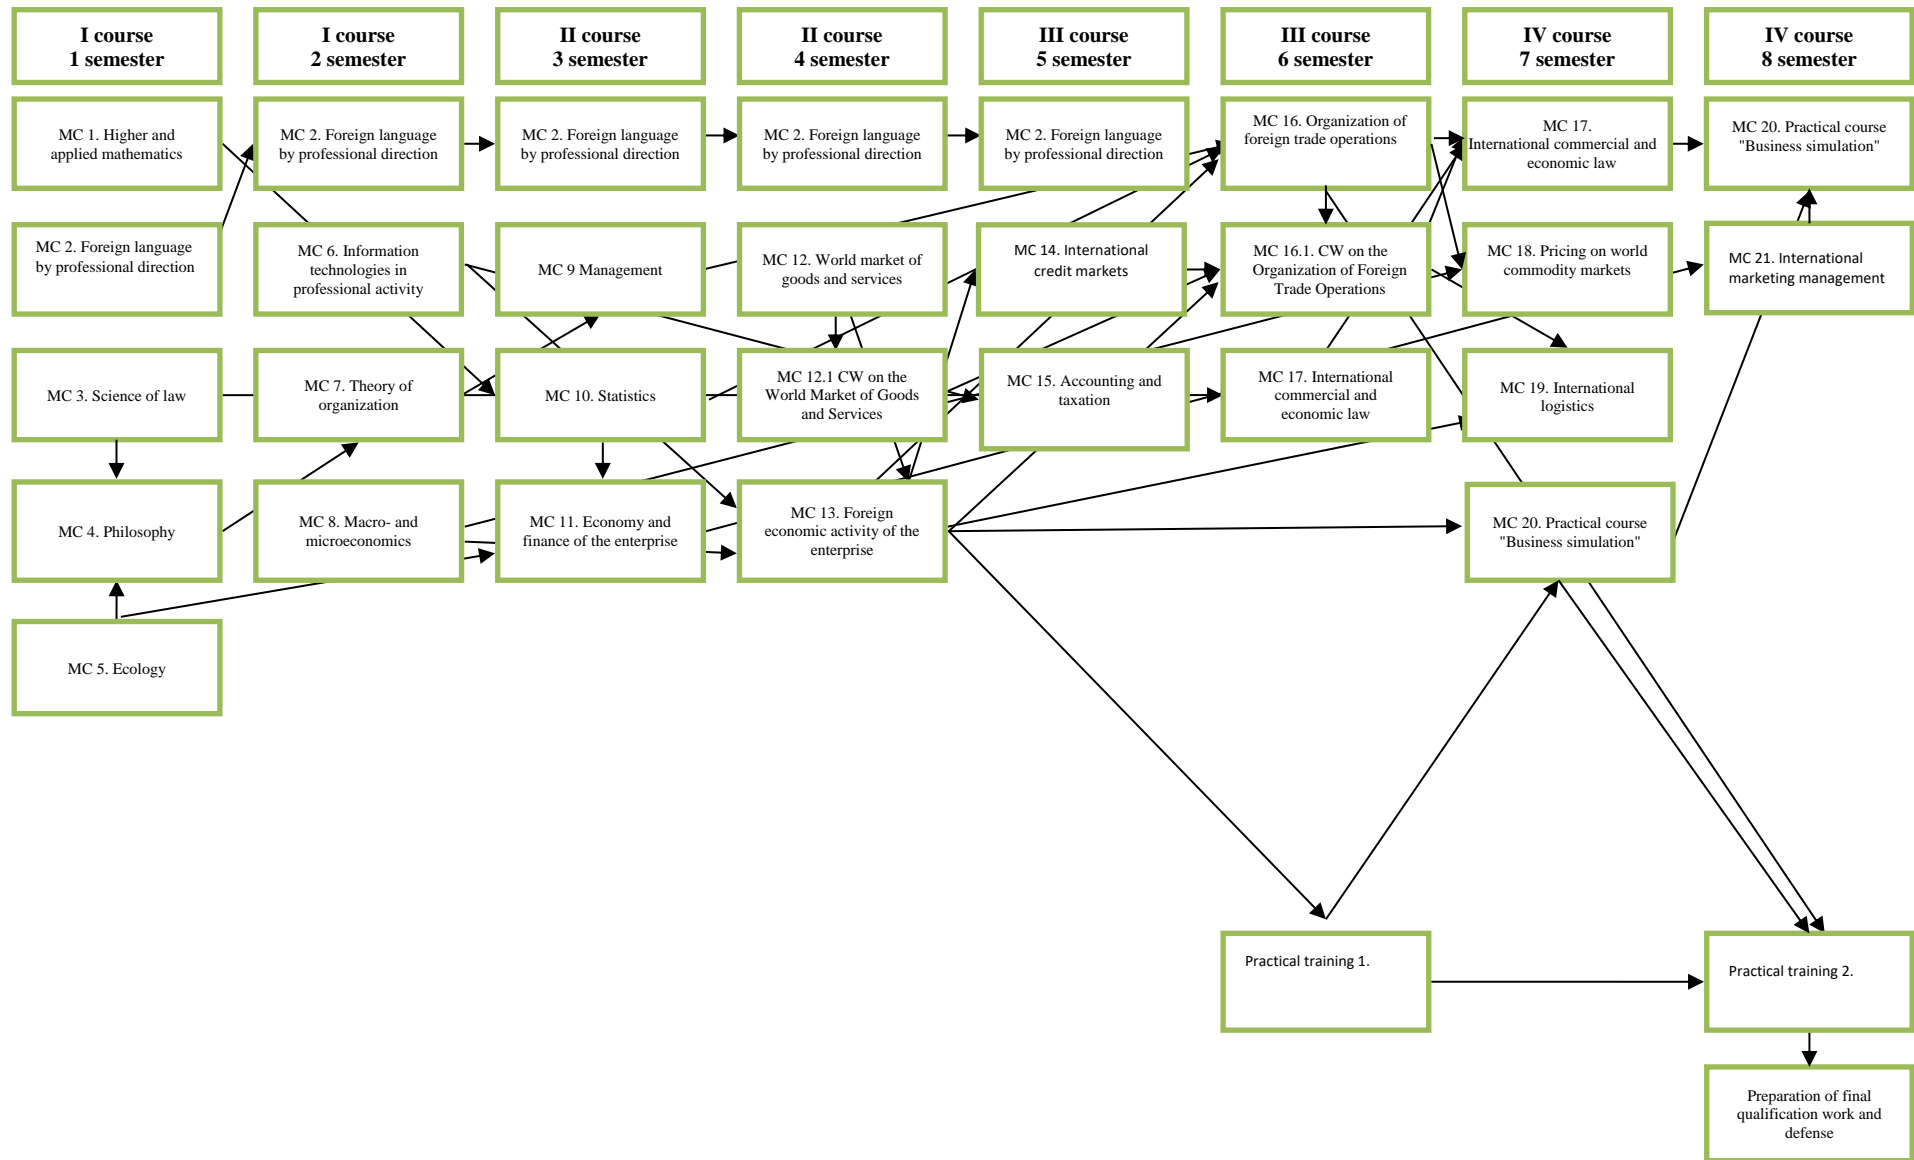 I course
1 semester
I course
2 semester
II course
3 semester
II course
4 semester
III course
5 semester
III course
6 semester
IV course
7 semester
IV course
8 semester
MC 1. Higher and
applied mathematics
MC 2. Foreign language
by professional direction
MC 2. Foreign language
by professional direction
MC 2. Foreign language
by professional direction
MC 2. Foreign language
by professional direction
MC 16. Organization of
foreign trade operations
MC 17.
International commercial and
economic law
MC 20. Practical course
"Business simulation"
MC 2. Foreign language
by professional direction
MC 6. Information
technologies in
professional activity
MC 9 Management
MC 12. World market of
goods and services
MC 14. International
credit markets
MC 16.1. CW on the
Organization of Foreign
Trade Operations
MC 18. Pricing on world
commodity markets
MC 21. International
marketing management
MC 3. Science of law
MC 7. Theory of
organization
MC 10. Statistics
MC 12.1 CW on the
World Market of Goods
and Services
MC 15. Accounting and
taxation
MC 17. International
commercial and
economic law
MC 19. International
logistics
MC 4. Philosophy
MC 8. Macro- and
microeconomics
MC 11. Economy and
finance of the enterprise
MC 13. Foreign
economic activity of the
enterprise
MC 20. Practical course
"Business simulation"
MC 5. Ecology
Practical training 1.
Practical training 2.
Preparation of final
qualification work and
defense